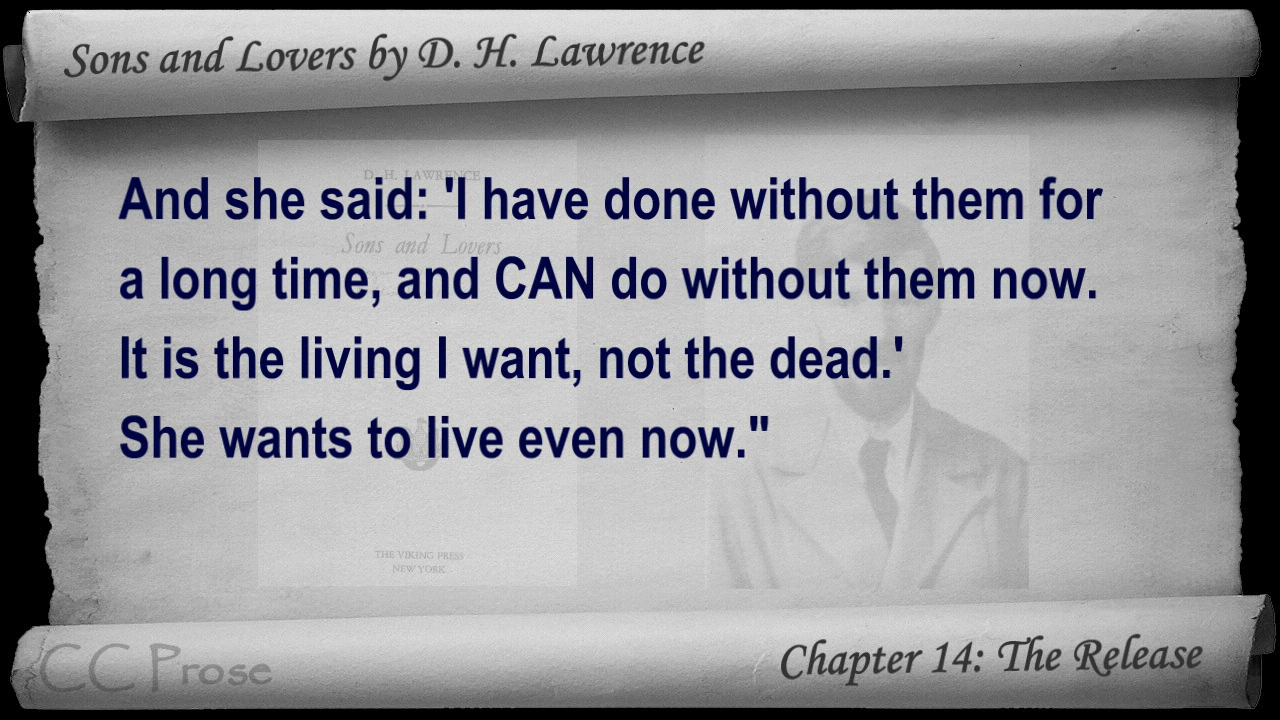 Sons and Lovers by D. H. Lawrence
D. H. LAWRENCE
Sons and Lovers
And she said: 'I have done without them for
a long time, and CAN do without them now.
It is the living I want, not the dead.'
She wants to live even now."
THE VIKING PRESS
NEW YORK
CC Prose
Chapter 14: The Release